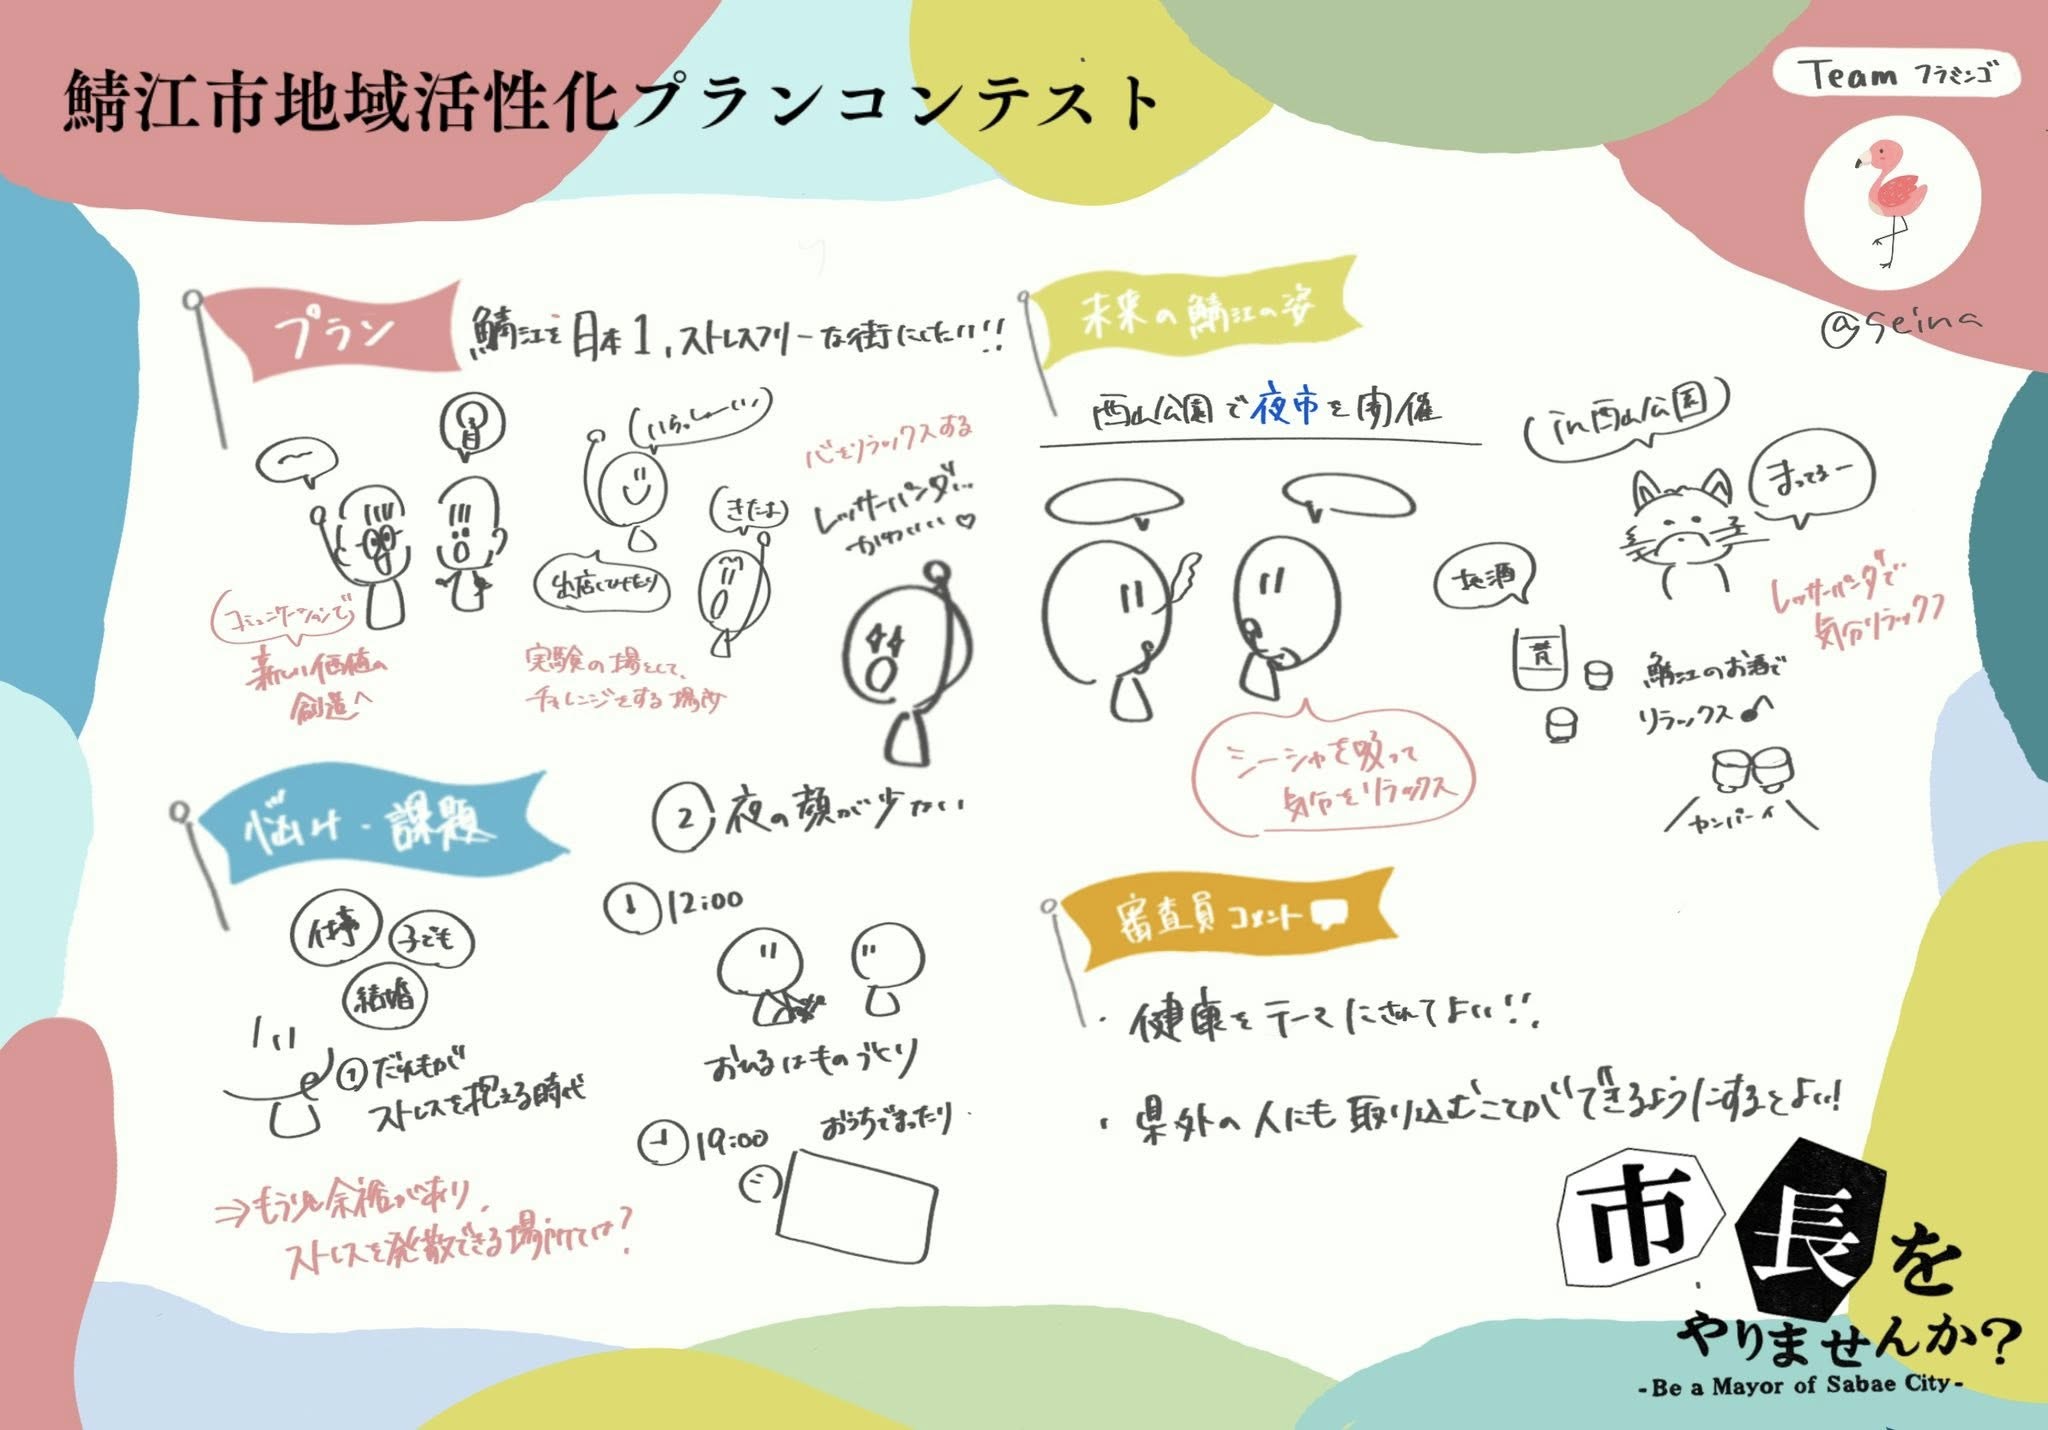 鯖江市地域活性化プランコンテスト
Team フラミンゴ
@seina
プラン
鯖江を日本1、ストレスフリーな街にしたい!!
〜
いらっしゃーい
きたよ
出店してみたり
コミュニケーションで
新しい価値の
創造へ
実験の場として、
チャレンジをする場所
心をリラックスする
レッサーパンダ…
かわいい♡
悩み・課題
仕事
子ども
結婚
①だれもが
ストレスを抱える時代
⇒もう少し余裕があり、
ストレスを発散できる場所では?
②夜の顔が少ない
12:00
おひるはものづくり
19:00
おうちでまったり
未来の鯖江の姿
西山公園で夜市を開催
in西山公園
まってるー
レッサーパンダで
気分リラックス
シーシャを吸って
気分をリラックス
地酒
梵
鯖江のお酒で
リラックス♪
カンパーイ
審査員コメント
・健康をテーマにされてよい!!
・県外の人にも取り込むことができるようにするとよい!
市長を
やりませんか?
-Be a Mayor of Sabae City-